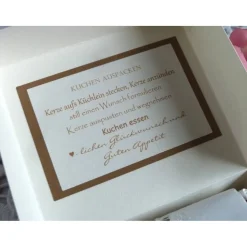 KUCHEN AUSPACKEN
Kerze aufs Küchlein stecken, Kerze anzünden
still einen Wunsch formulieren
Kerze auspusten und wegnehmen
Kuchen essen
♥lichen Glückwunsch und
Guten Appetit